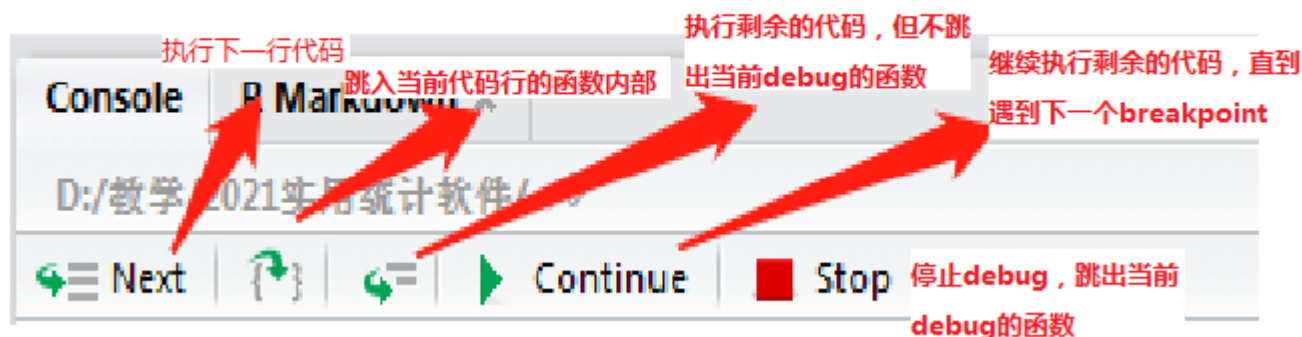 执行下一行代码
跳入当前代码行的函数内部
执行剩余的代码，但不跳
出当前debug的函数
继续执行剩余的代码，直到
遇到下一个breakpoint
Console
R Markdown
D:/教学/2021实用统计软件/
Next
Continue
Stop
停止debug，跳出当前
debug的函数